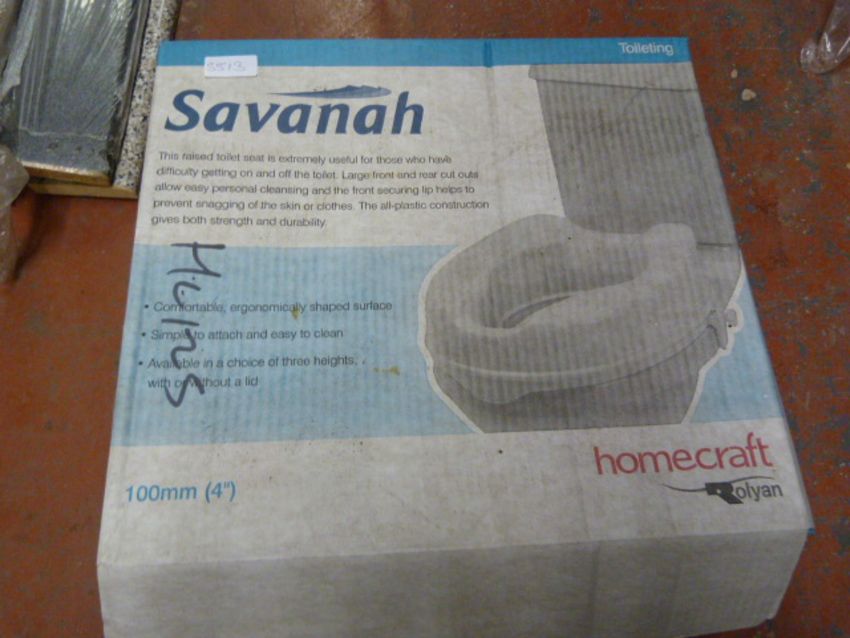 Toileting
3513
Savanah
This raised toilet seat is extremely useful for those who have
difficulty getting on and off the toilet. Large front and rear cut outs
allow easy personal cleansing and the front securing lip helps to
prevent snagging of the skin or clothes. The all-plastic construction
gives both strength and durability.
• Comfortable, ergonomically shaped surface
• Simple to attach and easy to clean
• Available in a choice of three heights,
with or without a lid
100mm (4")
homecraft
Rolyan